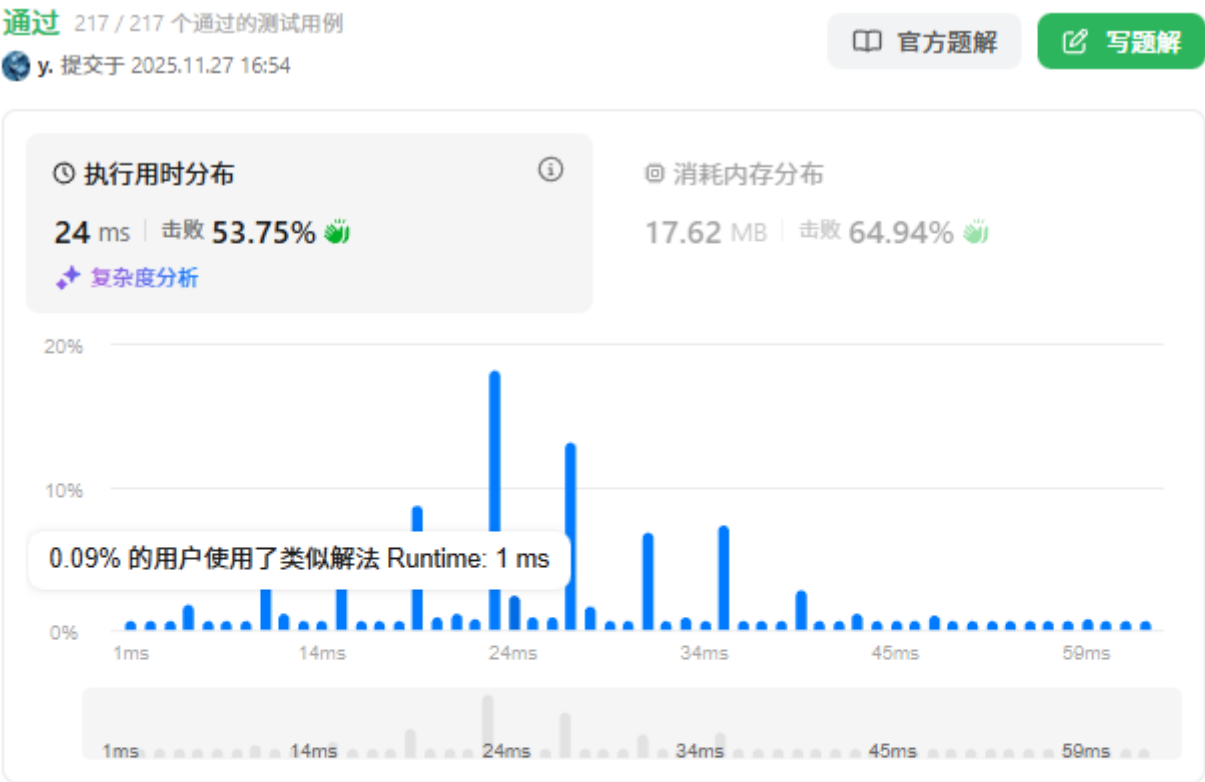 通过 217 / 217 个通过的测试用例
y. 提交于 2025.11.27 16:54
官方题解
写题解
执行用时分布
24 ms 击败 53.75%
复杂度分析
消耗内存分布
17.62 MB 击败 64.94%
20%
10%
0.09% 的用户使用了类似解法 Runtime: 1 ms
0%
1ms 14ms 24ms 34ms 45ms 59ms
1ms 14ms 24ms 34ms 45ms 59ms